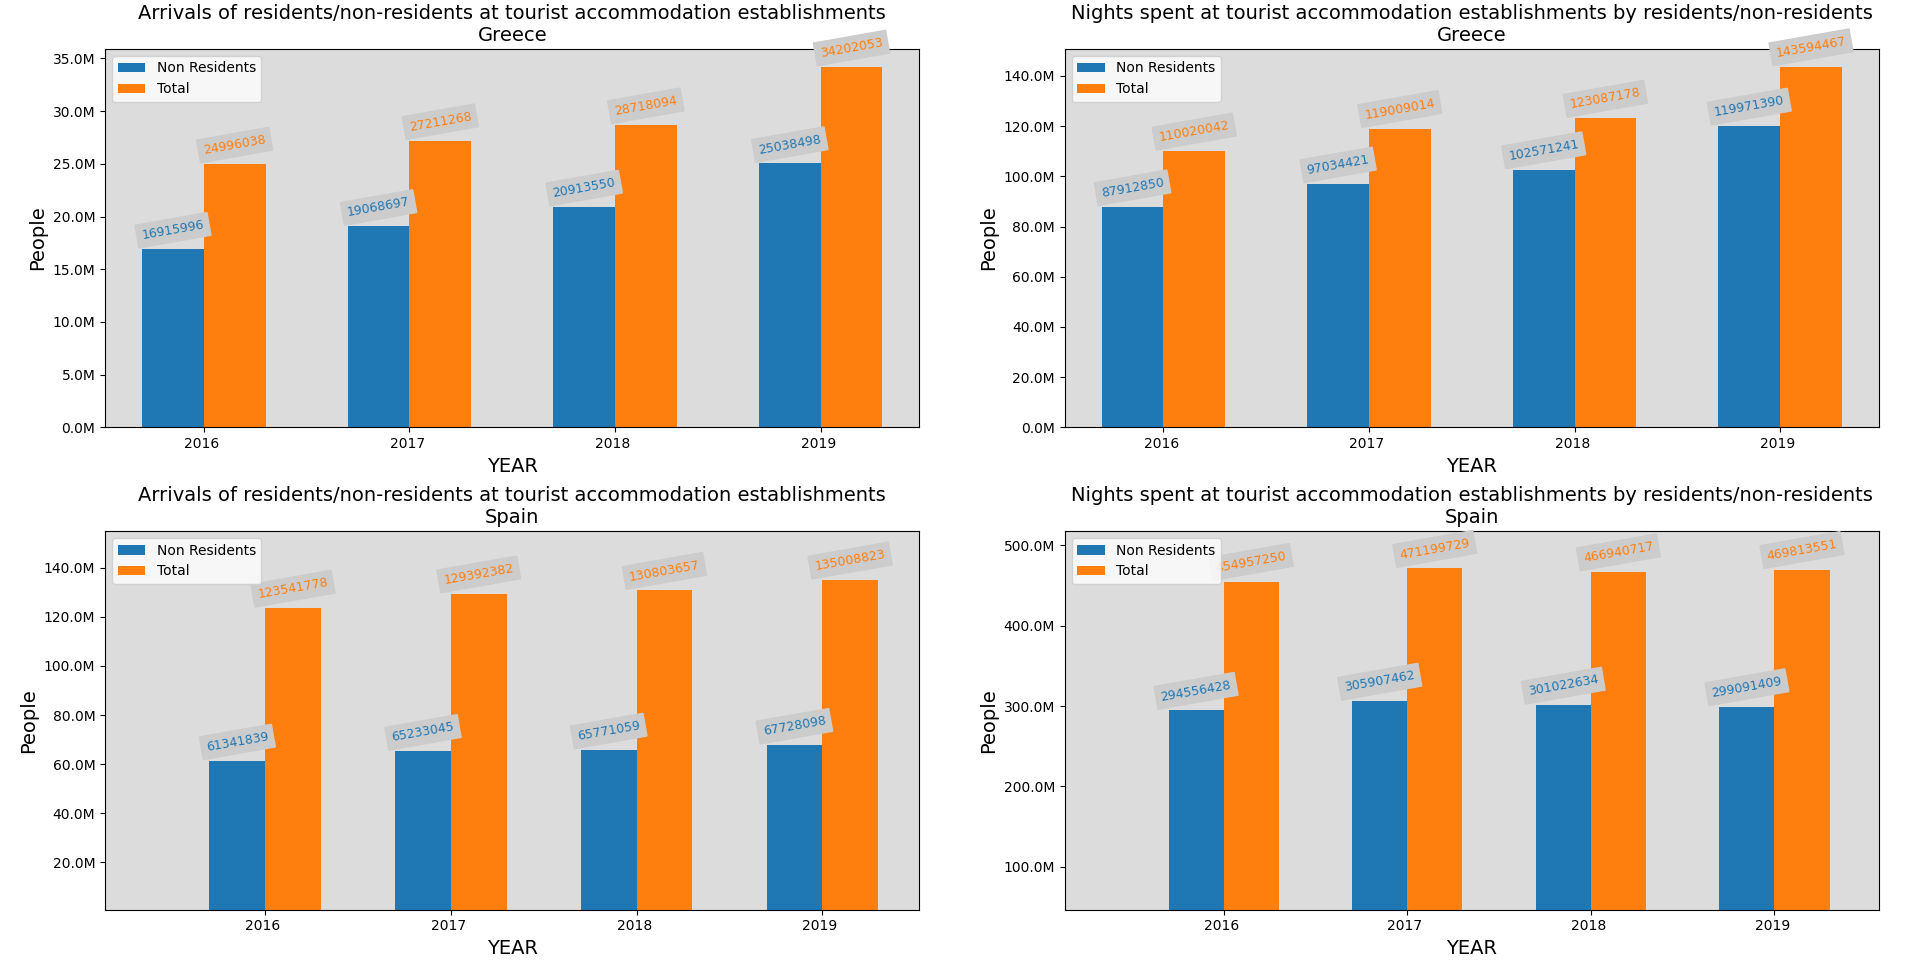 Arrivals of residents/non-residents at tourist accommodation establishments
Greece
Non Residents
Total
35.0M
30.0M
25.0M
20.0M
15.0M
10.0M
5.0M
0.0M
People
16915996
24996038
19068697
27211268
20913550
28718094
25038498
34202053
2016
2017
2018
2019
YEAR
Nights spent at tourist accommodation establishments by residents/non-residents
Greece
Non Residents
Total
140.0M
120.0M
100.0M
80.0M
60.0M
40.0M
20.0M
0.0M
People
87912850
110020042
97034421
119009014
102571241
123087178
119971390
143594467
2016
2017
2018
2019
YEAR
Arrivals of residents/non-residents at tourist accommodation establishments
Spain
Non Residents
Total
140.0M
120.0M
100.0M
80.0M
60.0M
40.0M
20.0M
People
61341839
123541778
65233045
129392382
65771059
130803657
67728098
135008823
2016
2017
2018
2019
YEAR
Nights spent at tourist accommodation establishments by residents/non-residents
Spain
Non Residents
Total
500.0M
400.0M
300.0M
200.0M
100.0M
People
294556428
305907462
471199729
301022634
466940717
299091409
469813551
2016
2017
2018
2019
YEAR